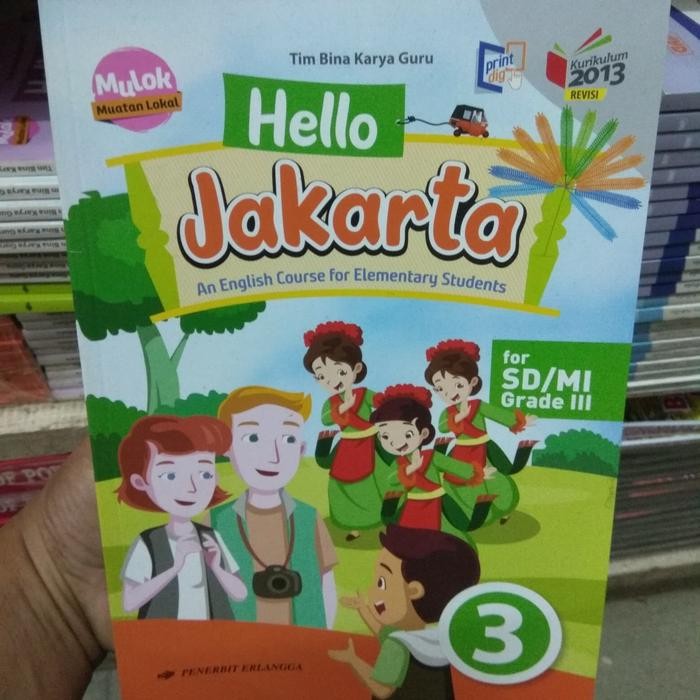 Tim Bina Karya Guru
Mulok
Muatan Lokal
print
dig
Kurikulum
2013
REVISI
Hello
Jakarta
An English Course for Elementary Students
for
SD/MI
Grade III
3
PENERBIT ERLANGGA